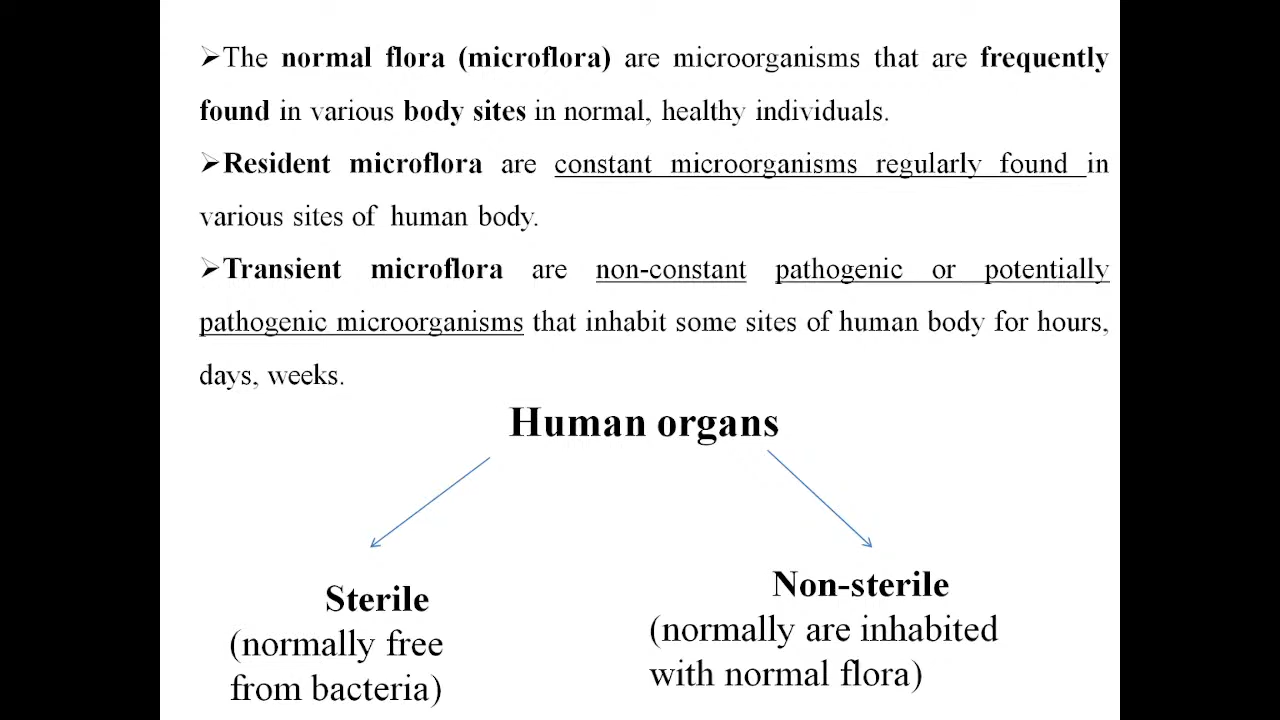 ➢The normal flora (microflora) are microorganisms that are frequently
found in various body sites in normal, healthy individuals.
➢Resident microflora are constant microorganisms regularly found in
various sites of human body.
➢Transient microflora are non-constant pathogenic or potentially
pathogenic microorganisms that inhabit some sites of human body for hours,
days, weeks.
Human organs
Sterile
(normally free
from bacteria)
Non-sterile
(normally are inhabited
with normal flora)